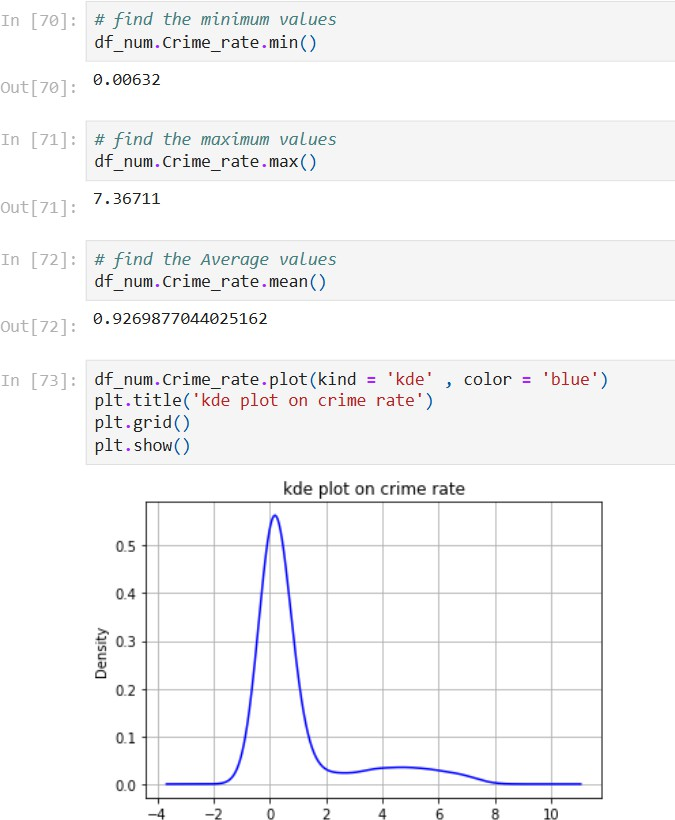 In [70]: # find the minimum values
df_num.Crime_rate.min()
Out[70]: 0.00632
In [71]: # find the maximum values
df_num.Crime_rate.max()
Out[71]: 7.36711
In [72]: # find the Average values
df_num.Crime_rate.mean()
Out[72]: 0.9269877044025162
In [73]: df_num.Crime_rate.plot(kind = 'kde' , color = 'blue')
plt.title('kde plot on crime rate')
plt.grid()
plt.show()
kde plot on crime rate
Density
0.5
0.4
0.3
0.2
0.1
0.0
−4 −2 0 2 4 6 8 10